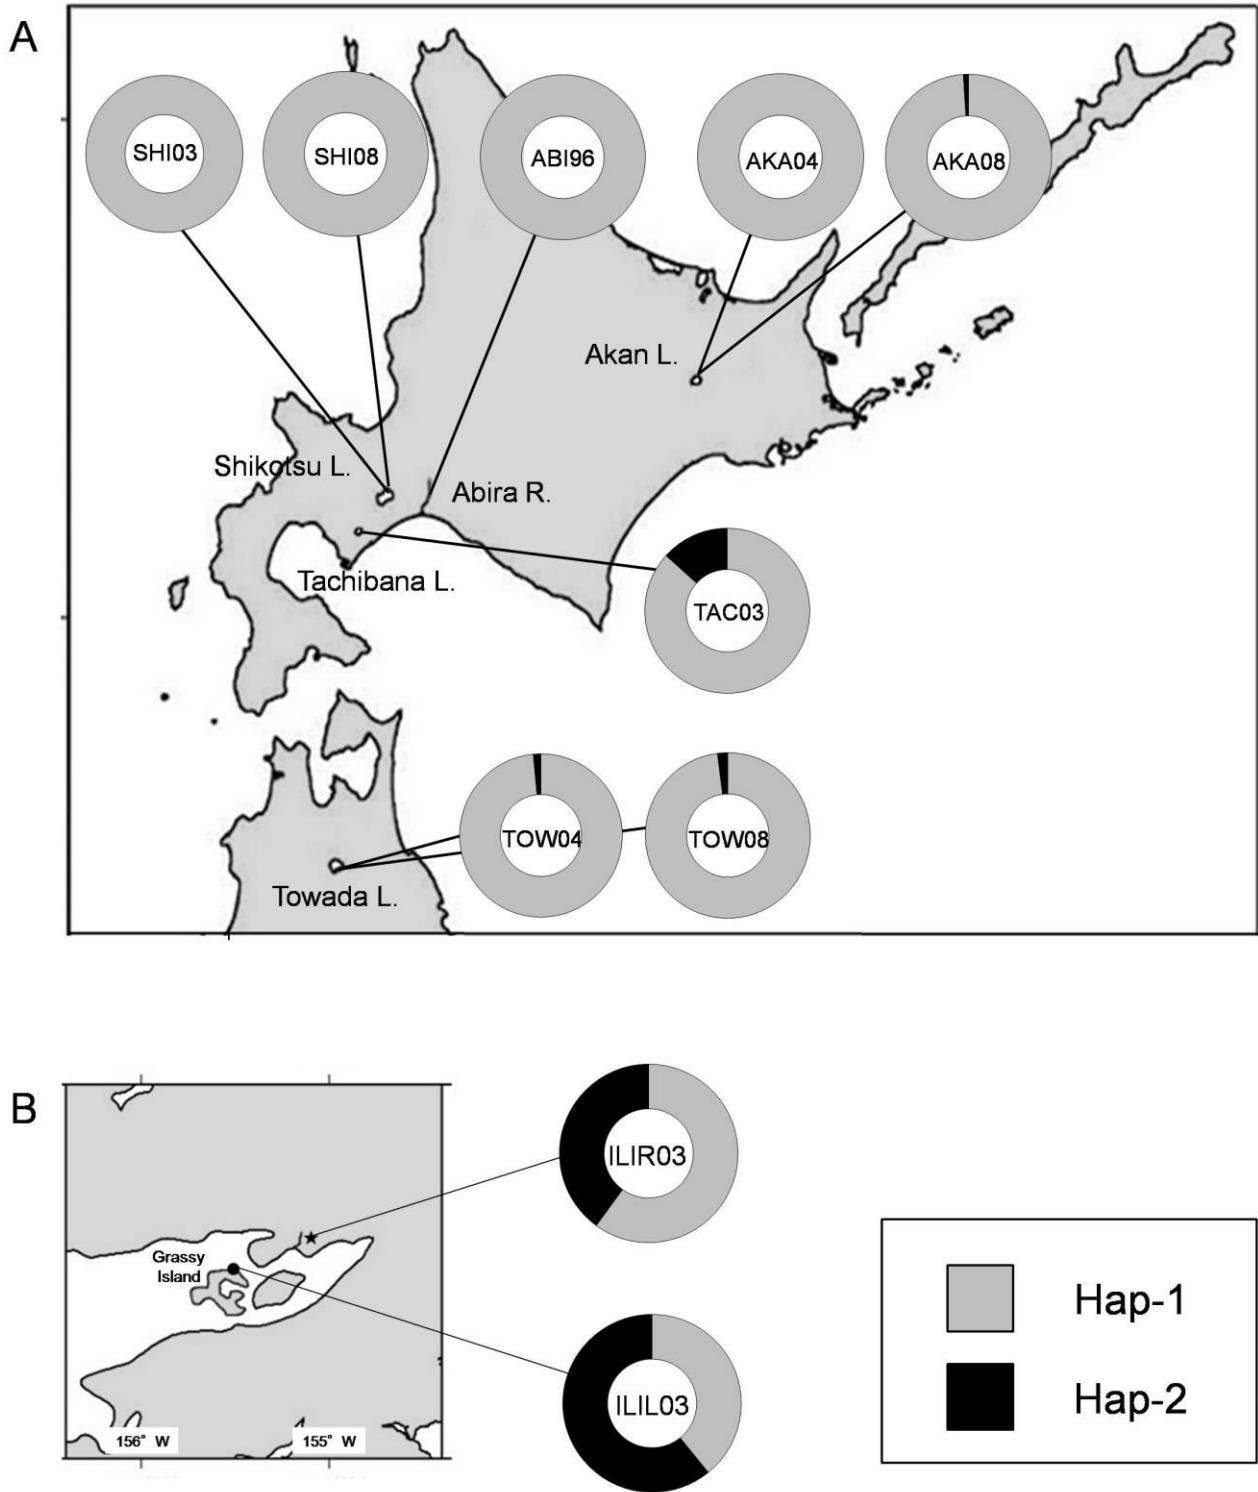 A
SHI03
SHI08
ABI96
AKA04
AKA08
Akan L.
Shikotsu L.
Abira R.
Tachibana L.
TAC03
TOW04
TOW08
Towada L.
B
ILIR03
Grassy
Island
Hap-1
Hap-2
ILIL03
156° W
155° W